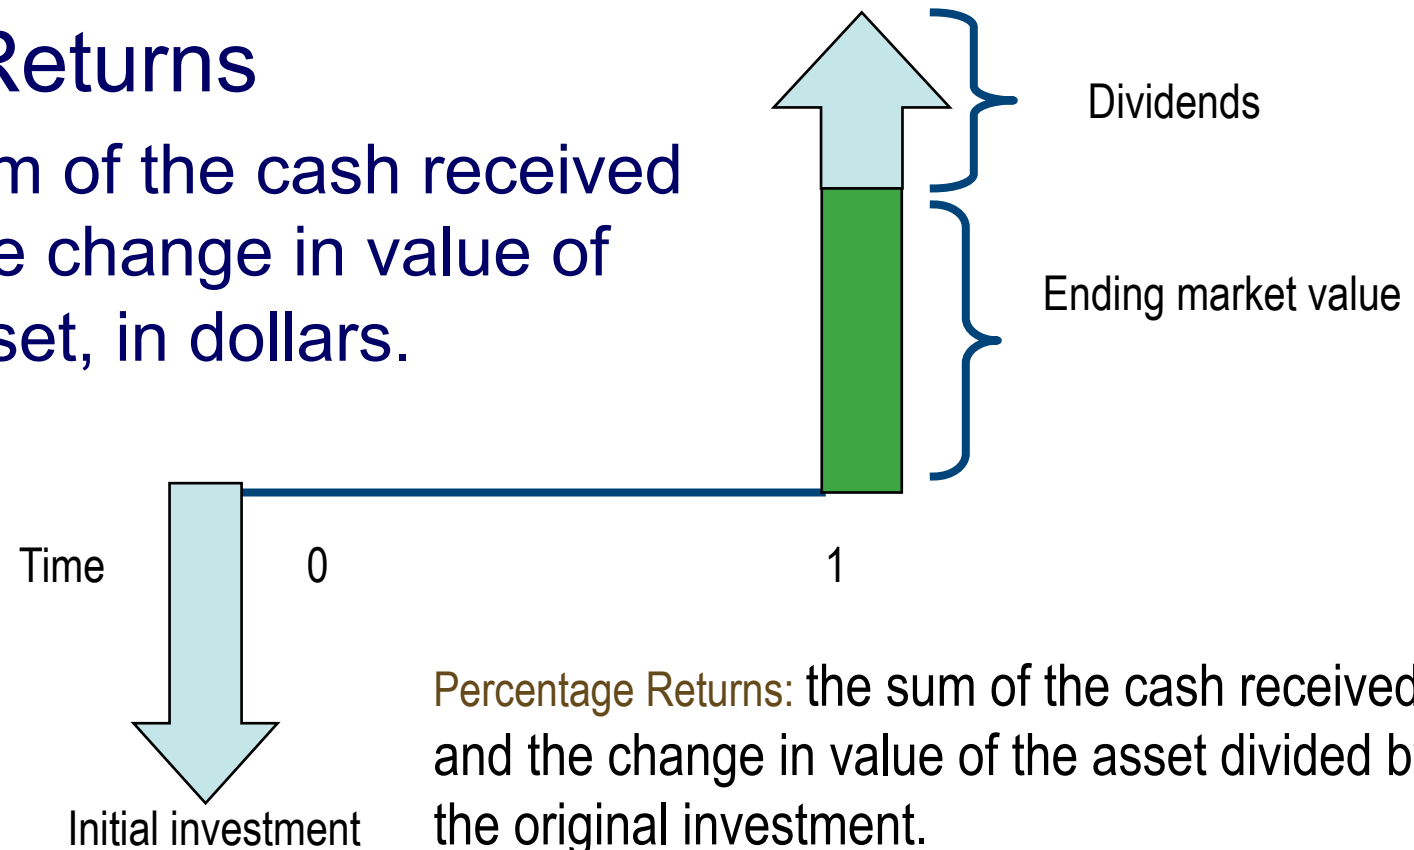 Returns
m of the cash received
e change in value of
set, in dollars.
Dividends
Ending market value
Time 0 1
Percentage Returns: the sum of the cash received
and the change in value of the asset divided b
the original investment.
Initial investment